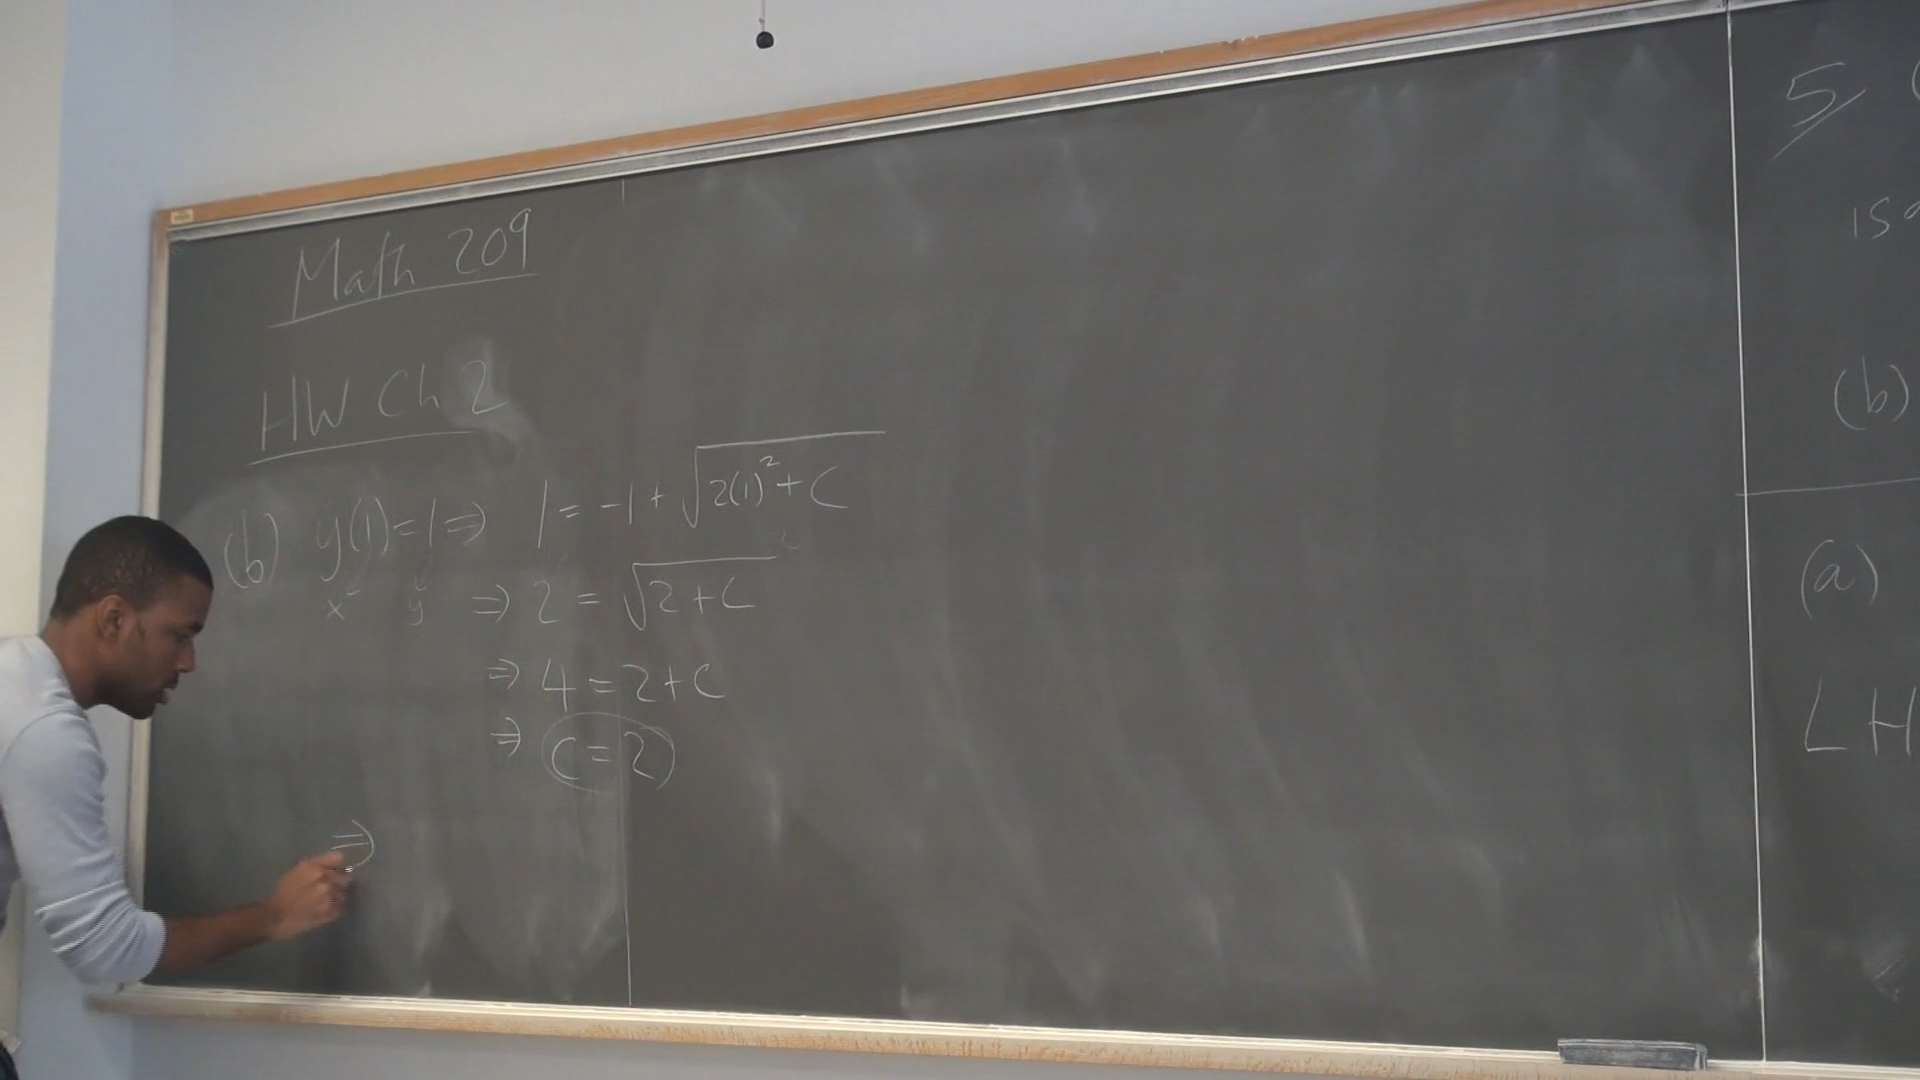 Math 209
HW Ch 2
(b) y(1)=1 ⇒ 1 = -1 + √(2(1)²+C)
x y ⇒ 2 = √(2+C)
⇒ 4 = 2+C
⇒ C = 2
⇒
5
is
(b)
(a)
LH